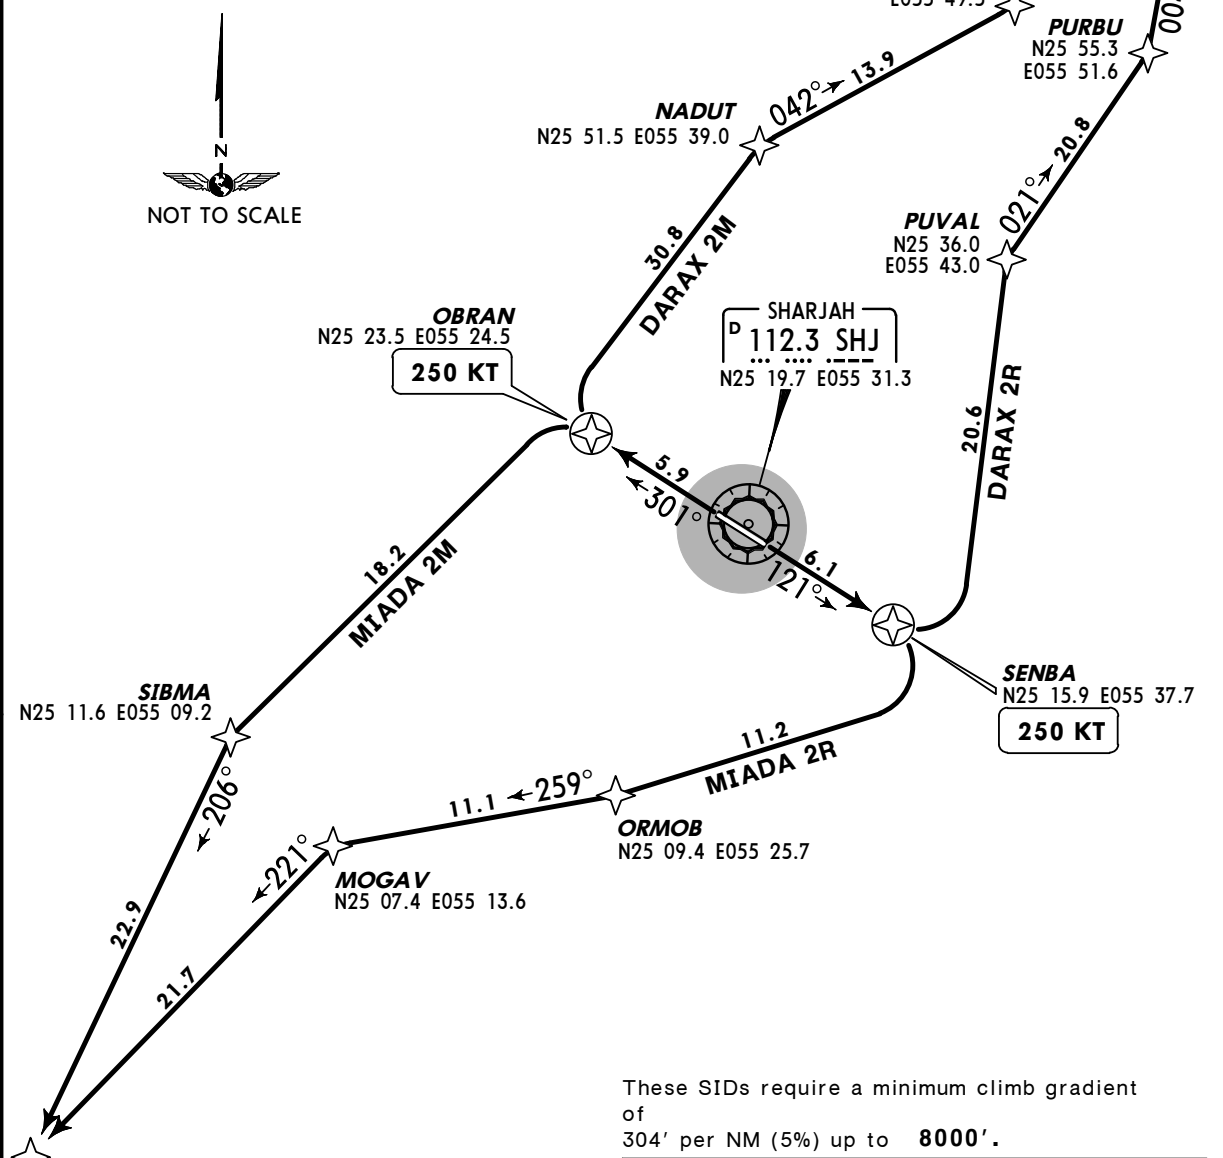 PURBU
N25 55.3
E055 51.6
N
NOT TO SCALE
NADUT
N25 51.5 E055 39.0
042° 13.9
021° 20.8
PUVAL
N25 36.0
E055 43.0
30.8
DARAX 2M
OBRAN
N25 23.5 E055 24.5
250 KT
SHARJAH
D 112.3 SHJ
N25 19.7 E055 31.3
20.6
DARAX 2R
5.9
301°
6.1
121°
18.2
MIADA 2M
SENBA
N25 15.9 E055 37.7
250 KT
SIBMA
N25 11.6 E055 09.2
206°
11.2
MIADA 2R
11.1 259°
ORMOB
N25 09.4 E055 25.7
221°
MOGAV
N25 07.4 E055 13.6
22.9
21.7
These SIDs require a minimum climb gradient
of
304' per NM (5%) up to 8000'.